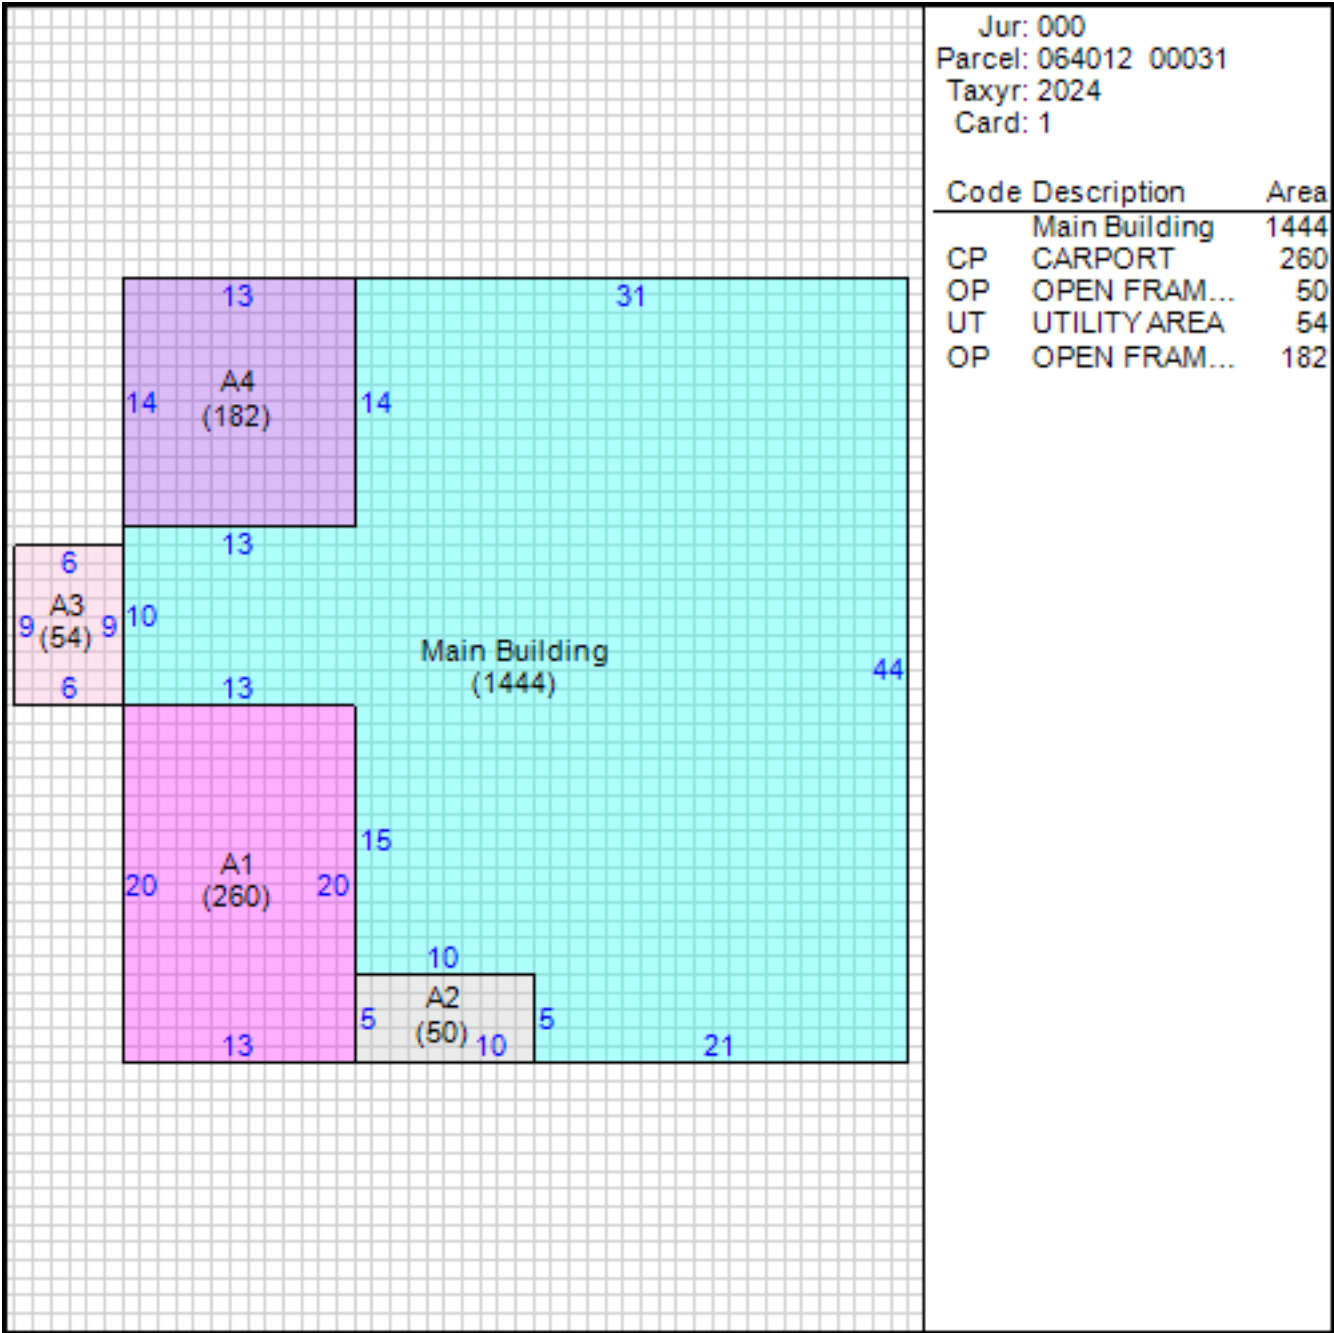 Jur: 000
Parcel: 064012 00031
Taxyr: 2024
Card: 1
Code Description Area
Main Building 1444
CP CARPORT 260
OP OPEN FRAM... 50
UT UTILITY AREA 54
OP OPEN FRAM... 182
13
31
14
A4
(182)
14
13
6
9
A3
(54)
9
10
6
13
Main Building
(1444)
44
15
20
A1
(260)
20
10
5
A2
(50)
10
5
13
21